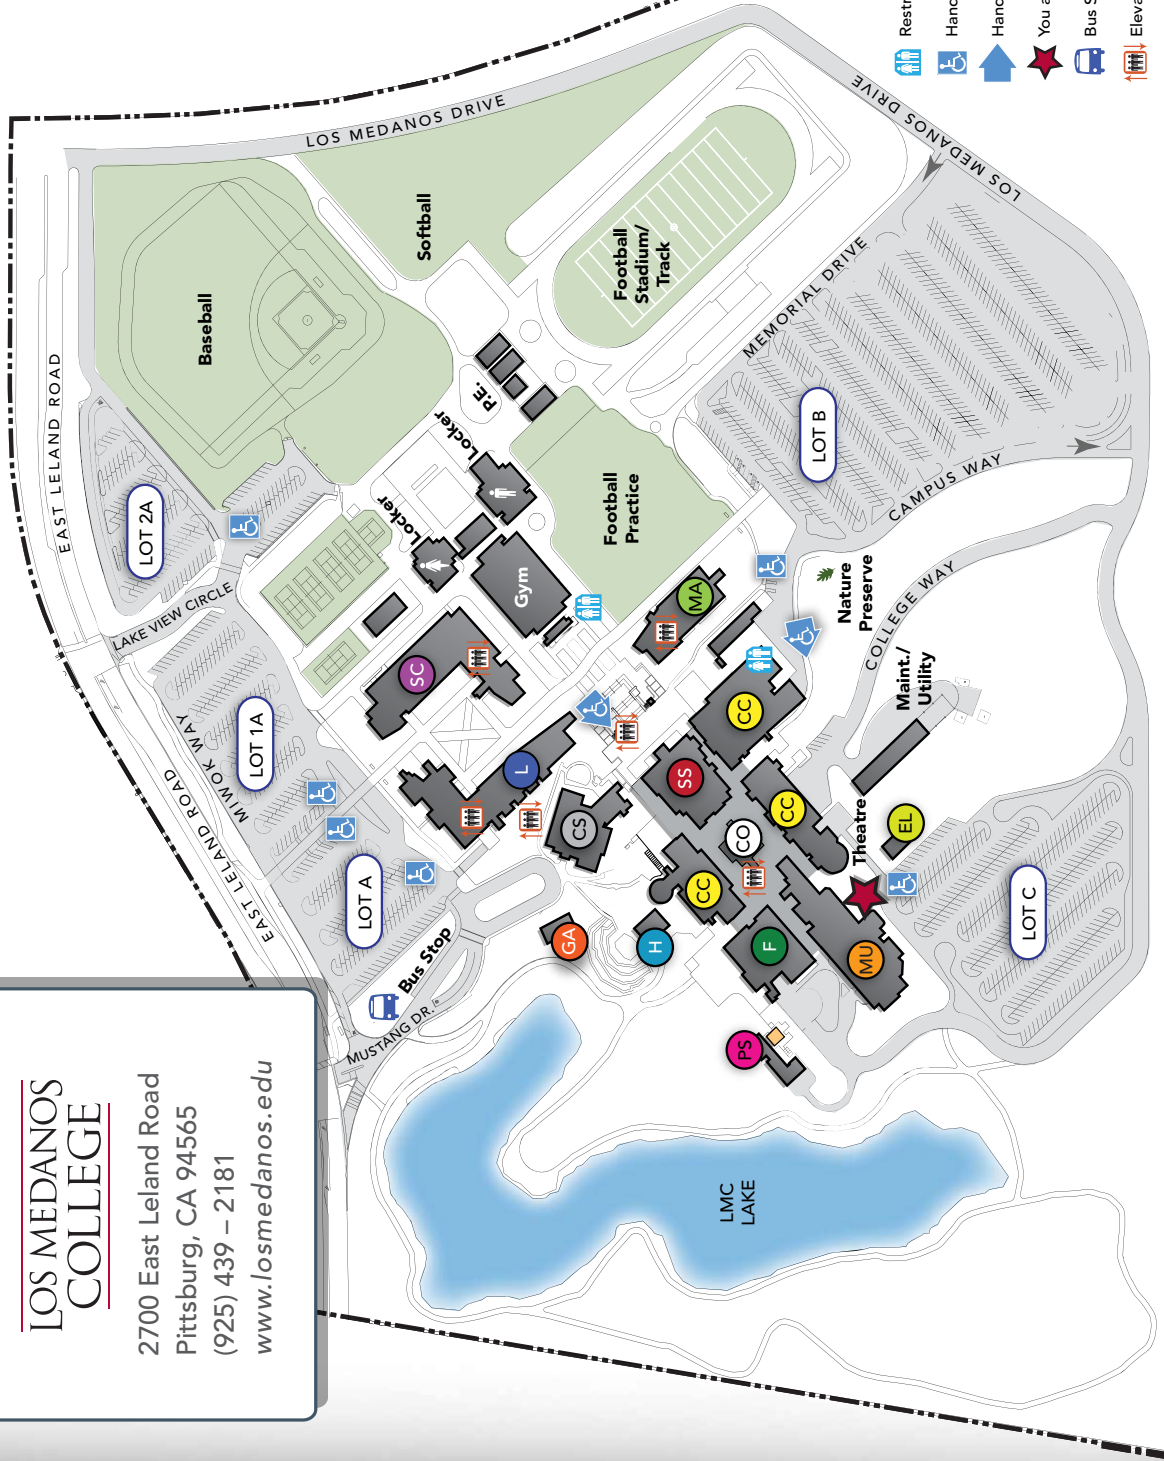 LOS MEDANOS
COLLEGE
2700 East Leland Road
Pittsburg, CA 94565
(925) 439 – 2181
www.losmedanos.edu
EAST LELAND ROAD
EAST LELAND ROAD
LOS MEDANOS DRIVE
LOS MEDANOS DRIVE
LAKE VIEW CIRCLE
MIWOK WAY
MUSTANG DR.
MEMORIAL DRIVE
CAMPUS WAY
COLLEGE WAY
LOT 2A
LOT 1A
LOT A
LOT B
LOT C
Baseball
Softball
Football
Stadium/
Track
Football
Practice
P.E.
Locker
Locker
Gym
Bus Stop
Nature
Preserve
Maint./
Utility
Theatre
LMC
LAKE
SC
L
CS
MA
CC
SS
CC
CO
CC
EL
GA
H
F
MU
PS
Restr
Hanc
Hanc
You a
Bus S
Eleva